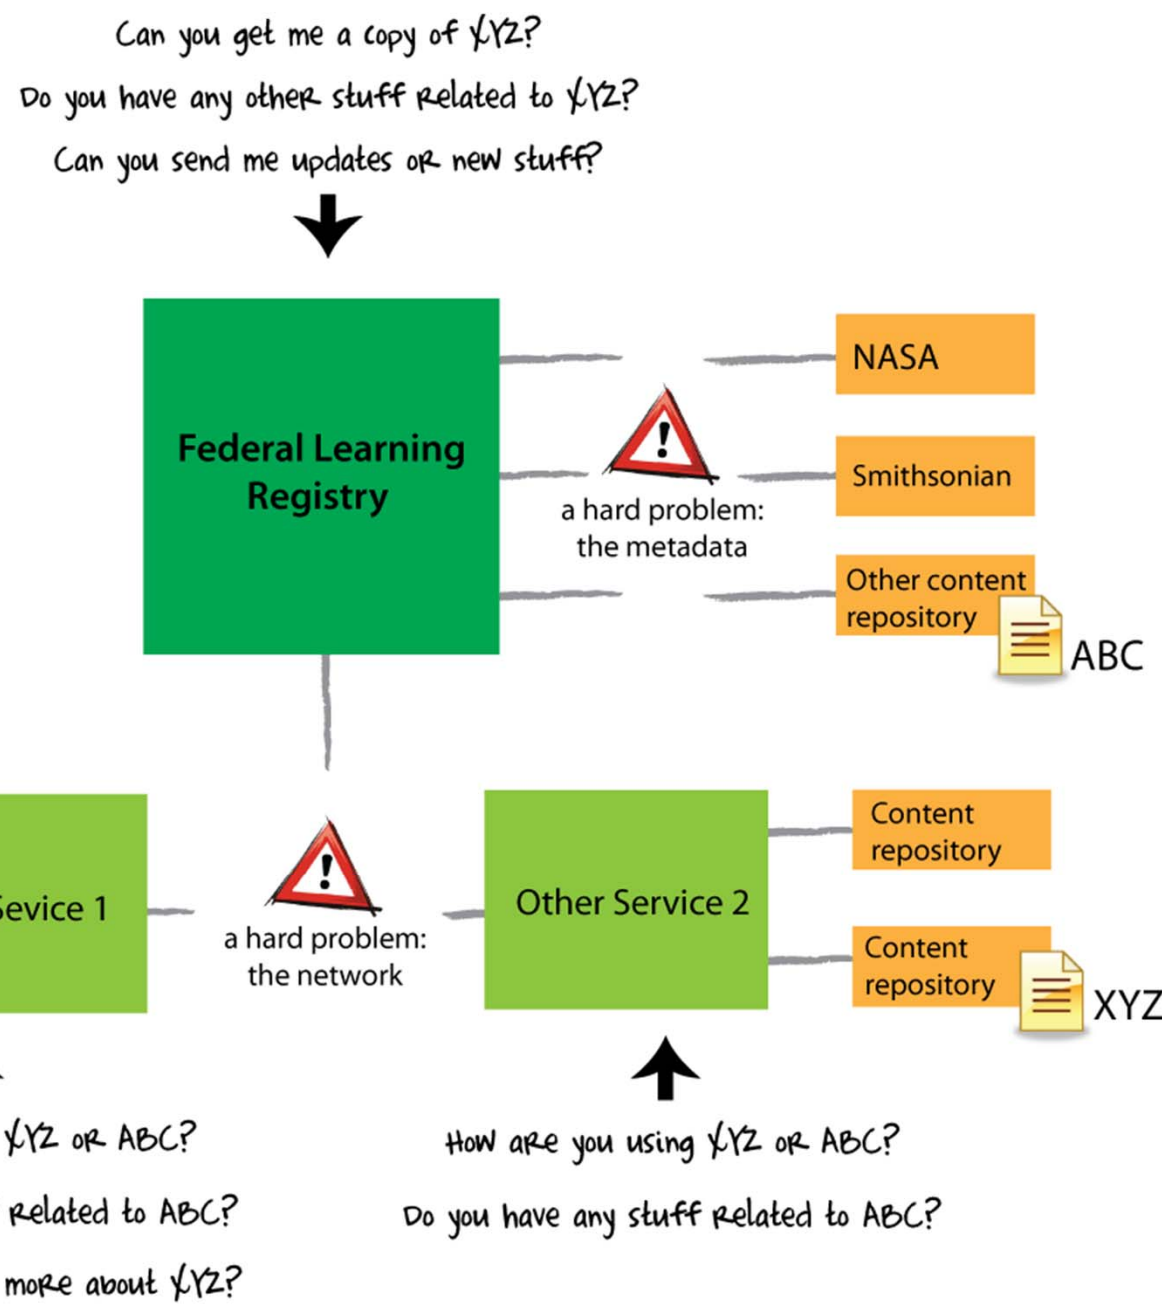 Can you get me a copy of XYZ?
Do you have any other stuff related to XYZ?
Can you send me updates or new stuff?
Federal Learning
Registry
NASA
Smithsonian
a hard problem:
the metadata
Other content
repository
ABC
Sevice 1
a hard problem:
the network
Other Service 2
Content
repository
Content
repository
XYZ
XYZ or ABC?
related to ABC?
more about XYZ?
How are you using XYZ or ABC?
Do you have any stuff related to ABC?